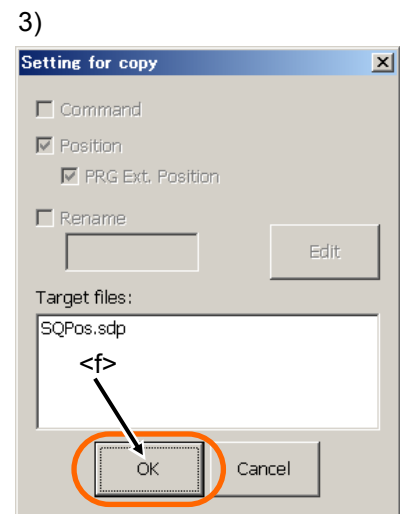 3)
Setting for copy
Command
Position
PRG Ext. Position
Rename
Edit
Target files:
SQPos.sdp
<f>
OK Cancel